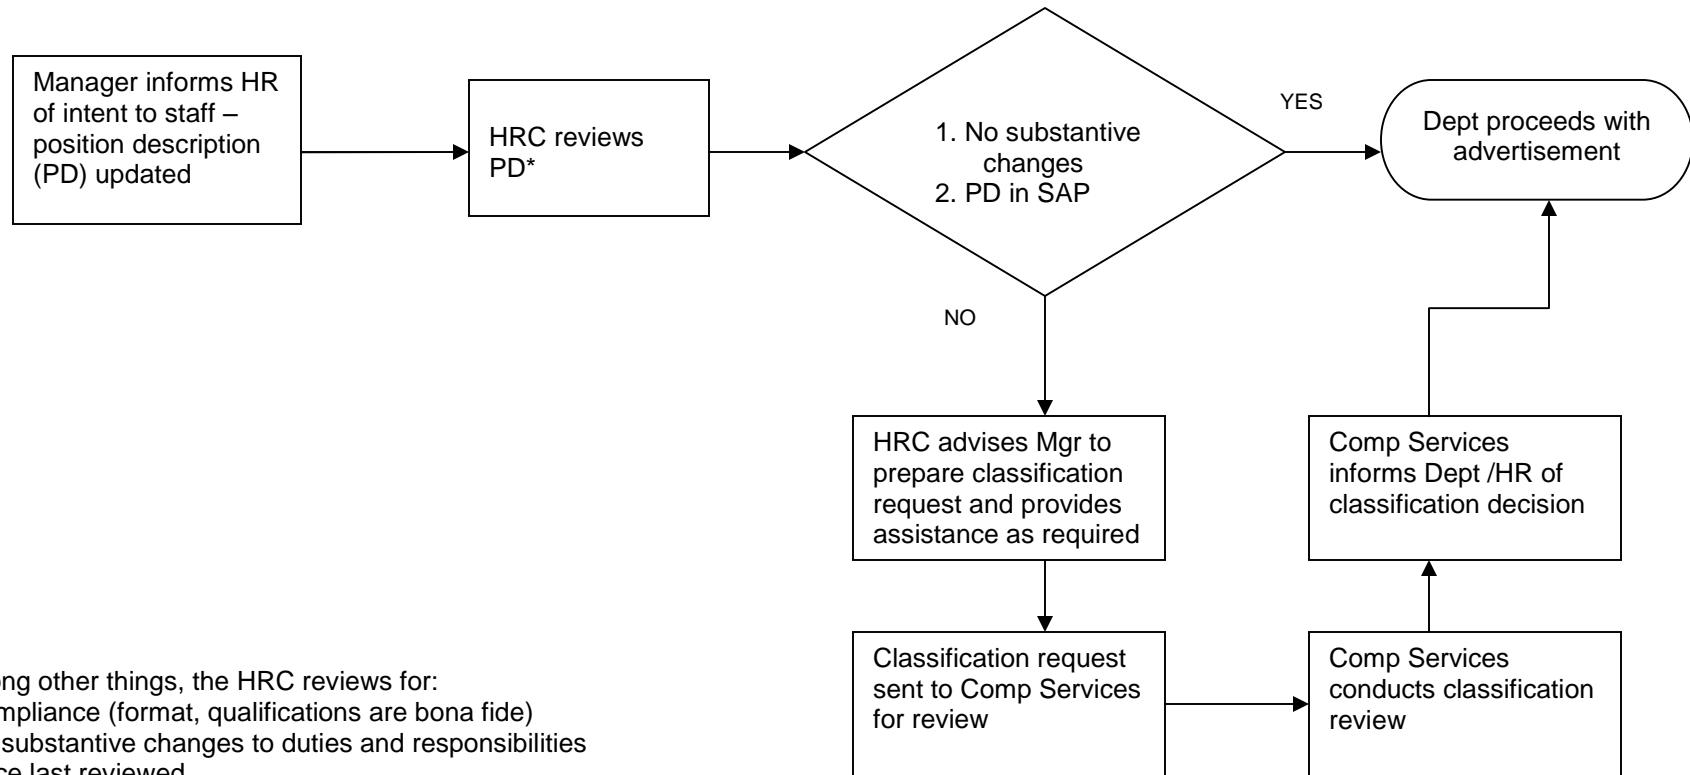 Manager informs HR
of intent to staff –
position description
(PD) updated
HRC reviews
PD*
1. No substantive
changes
2. PD in SAP
YES
Dept proceeds with
advertisement
NO
HRC advises Mgr to
prepare classification
request and provides
assistance as required
Comp Services
informs Dept /HR of
classification decision
Classification request
sent to Comp Services
for review
Comp Services
conducts classification
review
other things, the HRC reviews for:
(format, qualifications are bona fide)
substantive changes to duties and responsibilities
last reviewed